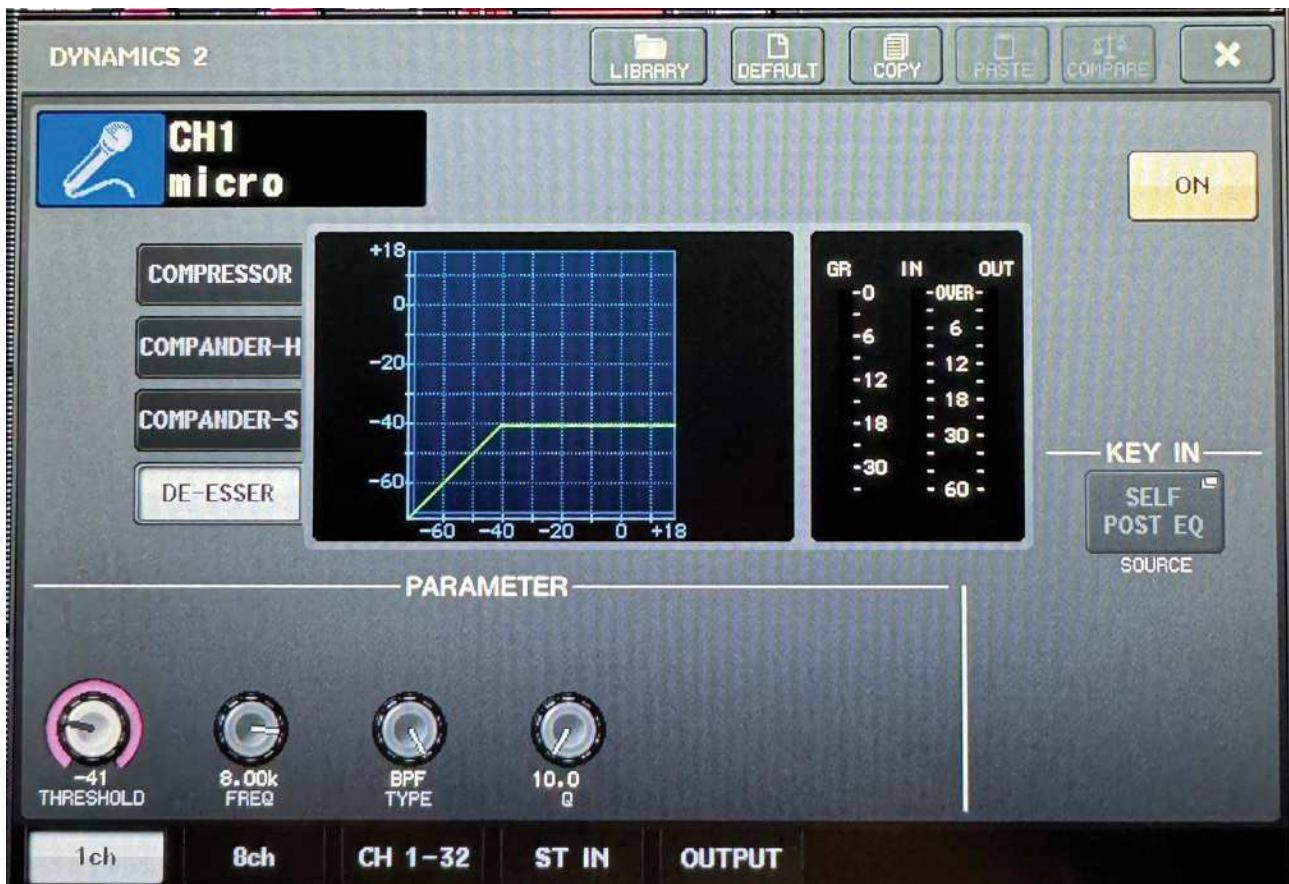 DYNAMICS 2
LIBRARY
DEFAULT
COPY
PASTE
COMPARE
CH1
micro
ON
COMPRESSOR
COMPANDER-H
COMPANDER-S
DE-ESSER
+18
0
-20
-40
-60
-60 -40 -20 0 +18
GR IN OUT
-0 -OVER-
-6 - 6 -
-12 - 12 -
- 18 -
-18 - 30 -
-30 - 60 -
KEY IN
SELF
POST EQ
SOURCE
PARAMETER
-41
THRESHOLD
8.00k
FREQ
BPF
TYPE
10.0
Q
1ch 8ch CH 1-32 ST IN OUTPUT